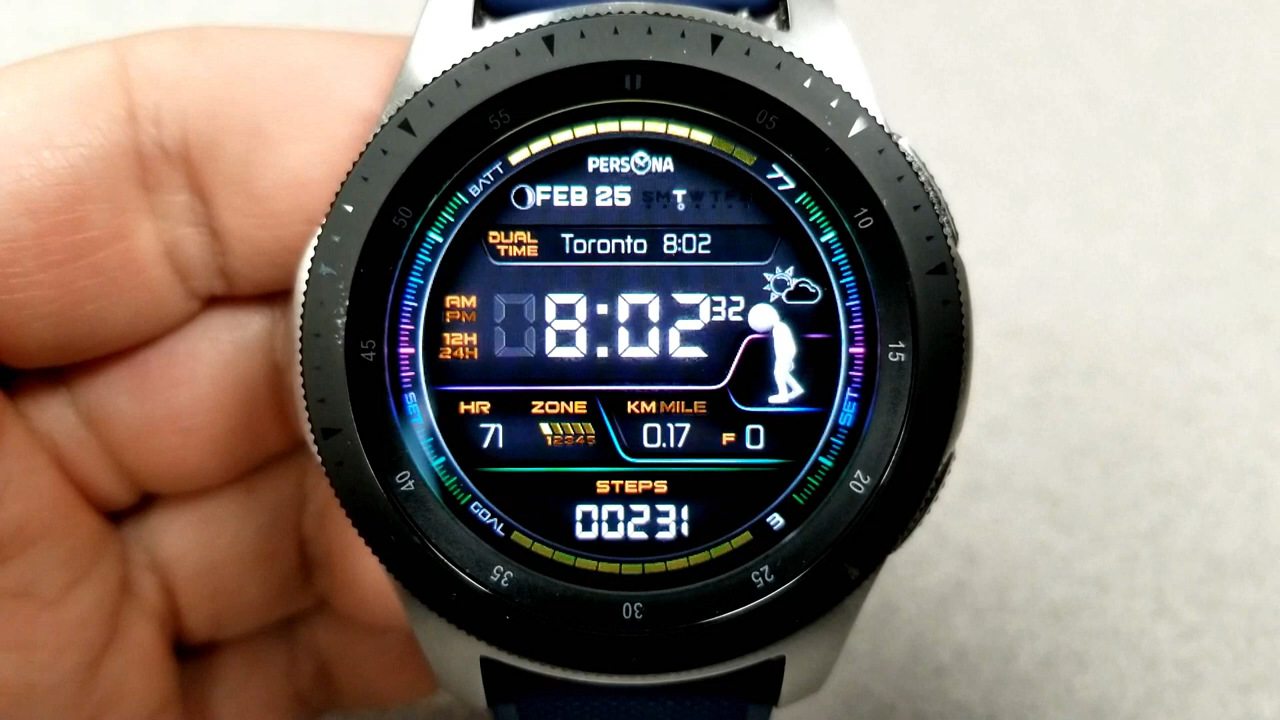 55
05
BATT
PERSONA
77
FEB 25 SMTWTFS
50
10
DUAL
TIME
Toronto 8:02
AM
PM
8:02 32
12H
24H
45
15
SET
SET
HR
ZONE
KM MILE
71
12345
0.17
F 0
40
20
STEPS
00231
GOAL
3
35
25
30